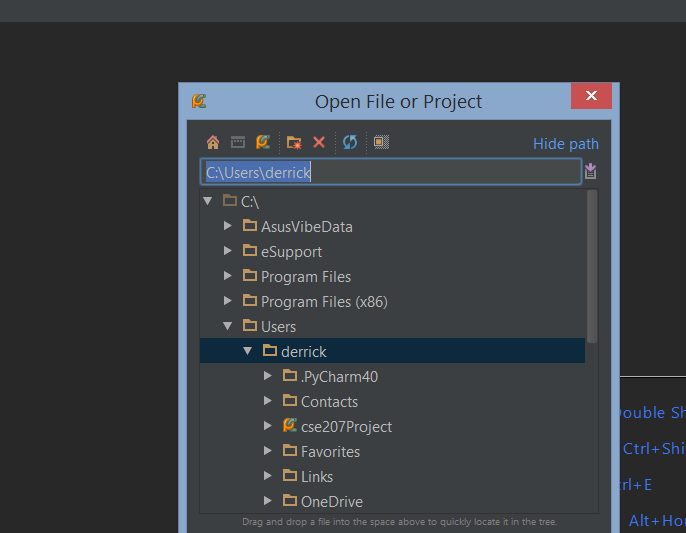 Open File or Project
Hide path
C:\Users\derrick
C:\
AsusVibeData
eSupport
Program Files
Program Files (x86)
Users
derrick
.PyCharm40
Contacts
cse207Project
Favorites
Links
OneDrive
Drag and drop a file into the space above to quickly locate it in the tree.
Double Sh
Ctrl+Shi
trl+E
Alt+Hor